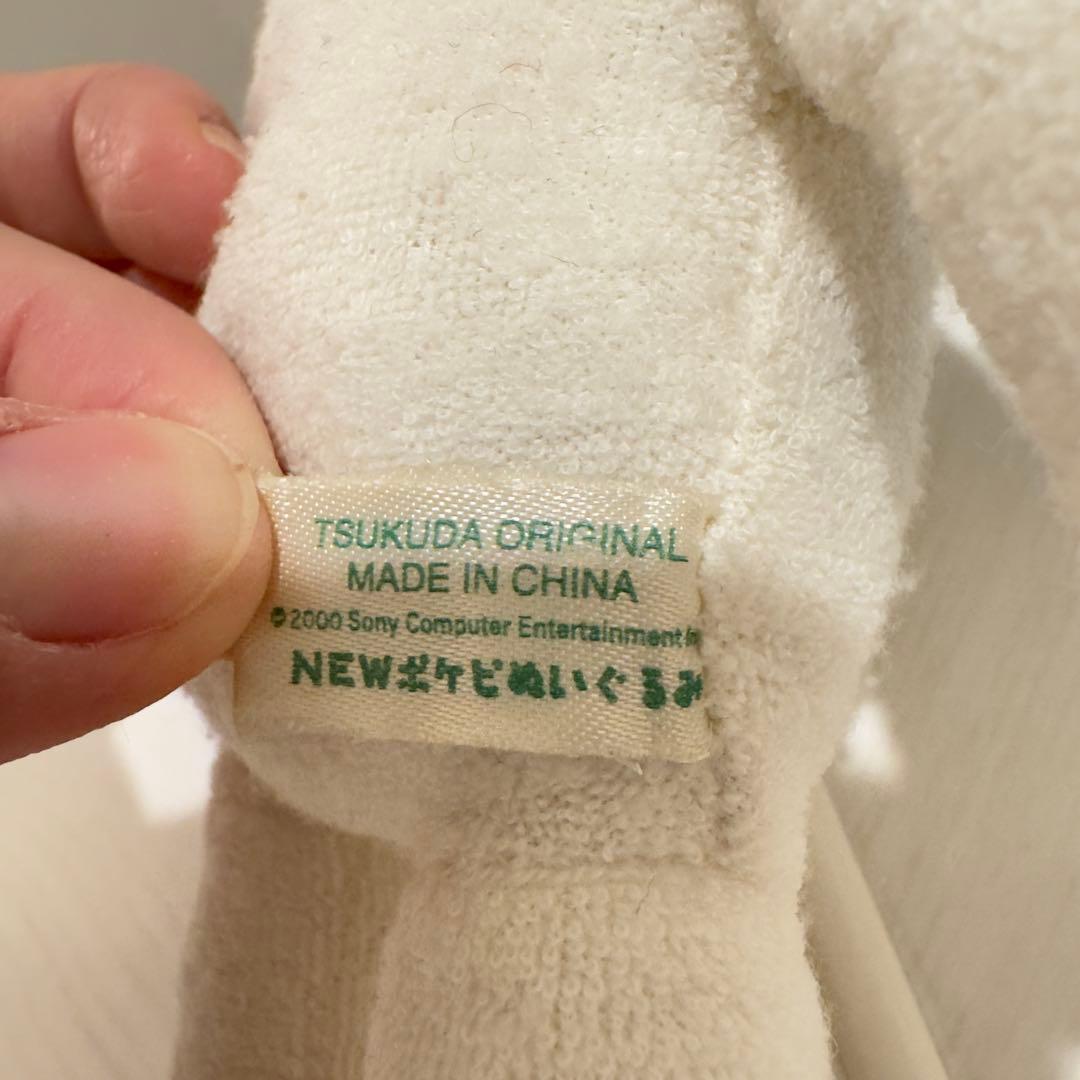 TSUKUDA ORIGINAL
MADE IN CHINA
©2000 Sony Computer Entertainment
NEWポケピぬいぐるみ